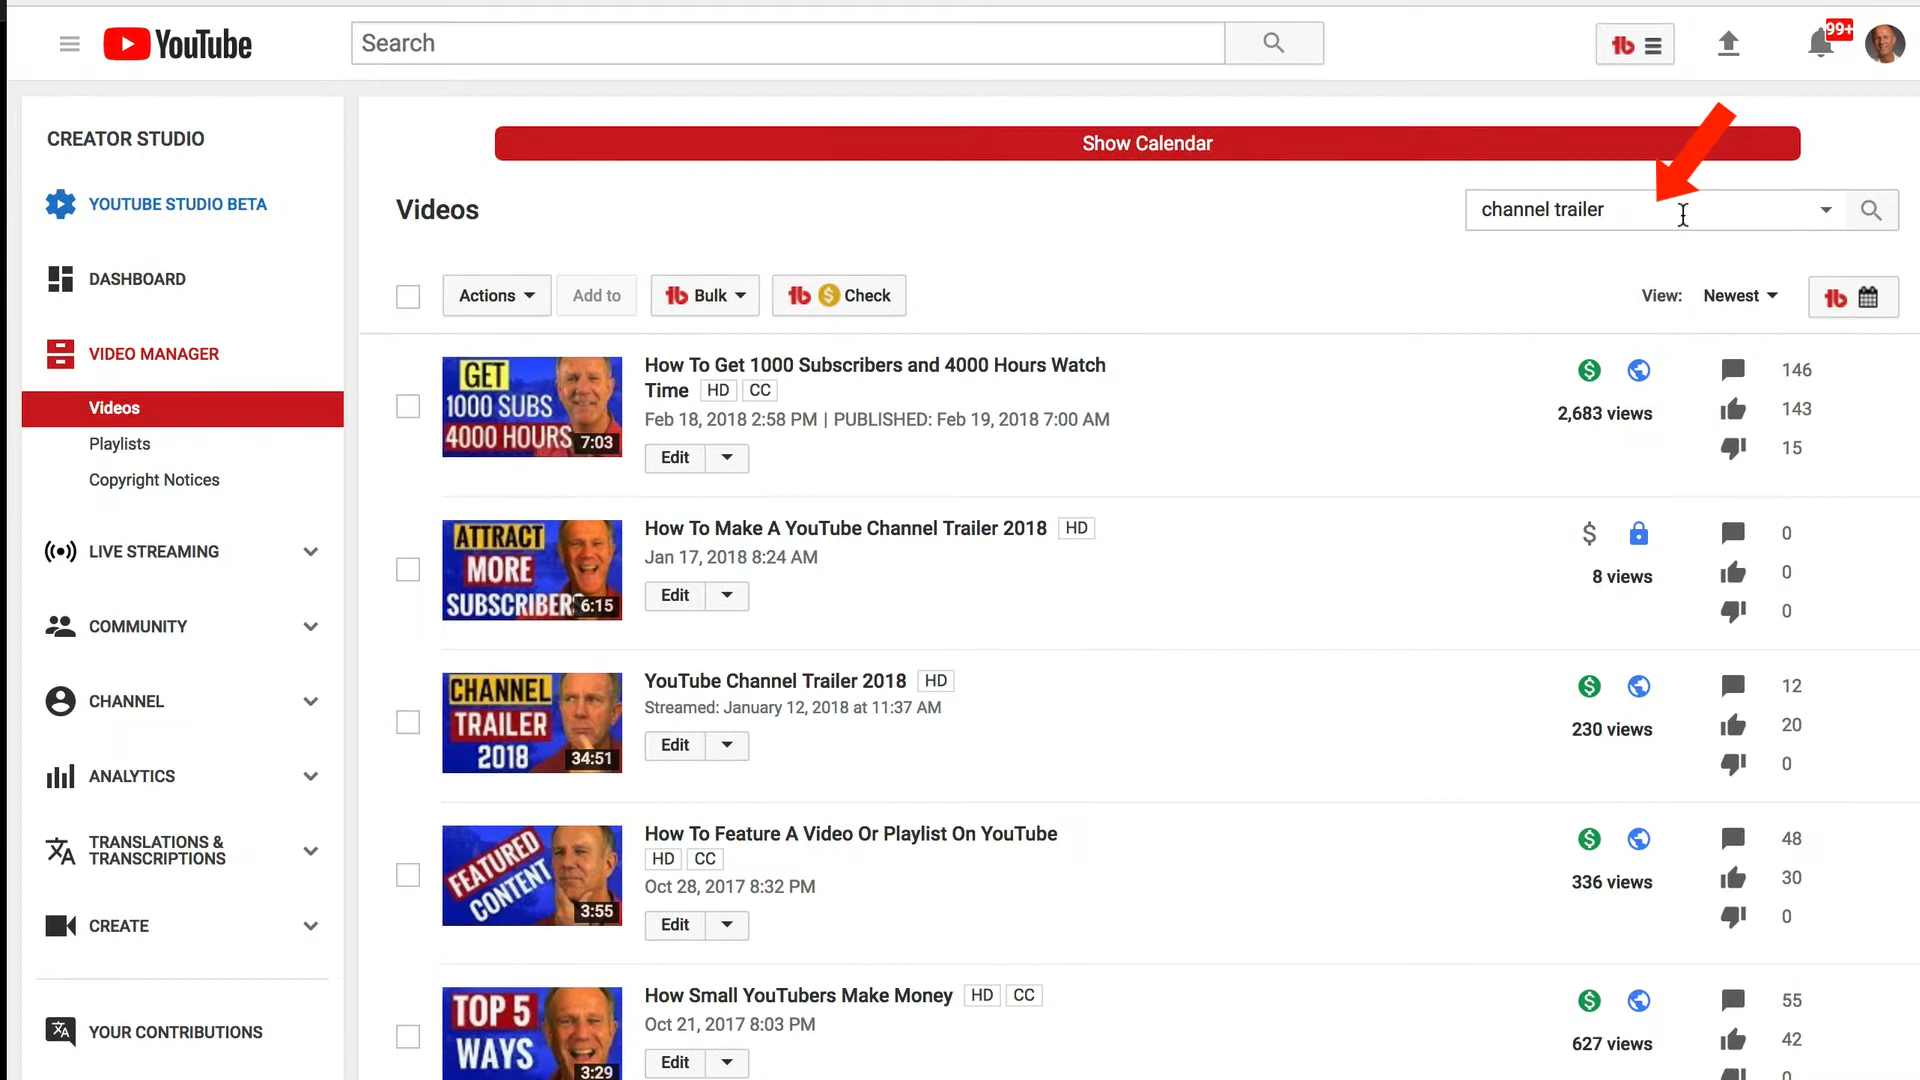 YouTube
Search
99+
CREATOR STUDIO
YOUTUBE STUDIO BETA
DASHBOARD
VIDEO MANAGER
Videos
Playlists
Copyright Notices
LIVE STREAMING
COMMUNITY
CHANNEL
ANALYTICS
TRANSLATIONS &
TRANSCRIPTIONS
CREATE
YOUR CONTRIBUTIONS
Show Calendar
Videos
channel trailer
Actions
Add to
tb Bulk
tb $ Check
View: Newest
tb
GET
1000 SUBS
4000 HOURS
7:03
How To Get 1000 Subscribers and 4000 Hours Watch
Time HD CC
Feb 18, 2018 2:58 PM | PUBLISHED: Feb 19, 2018 7:00 AM
Edit
2,683 views
146
143
15
ATTRACT
MORE
SUBSCRIBER
6:15
How To Make A YouTube Channel Trailer 2018 HD
Jan 17, 2018 8:24 AM
Edit
8 views
0
0
0
CHANNEL
TRAILER
2018
34:51
YouTube Channel Trailer 2018 HD
Streamed: January 12, 2018 at 11:37 AM
Edit
230 views
12
20
0
FEATURED
CONTENT
3:55
How To Feature A Video Or Playlist On YouTube
HD CC
Oct 28, 2017 8:32 PM
Edit
336 views
48
30
0
TOP 5
WAYS
3:29
How Small YouTubers Make Money HD CC
Oct 21, 2017 8:03 PM
Edit
627 views
55
42
0